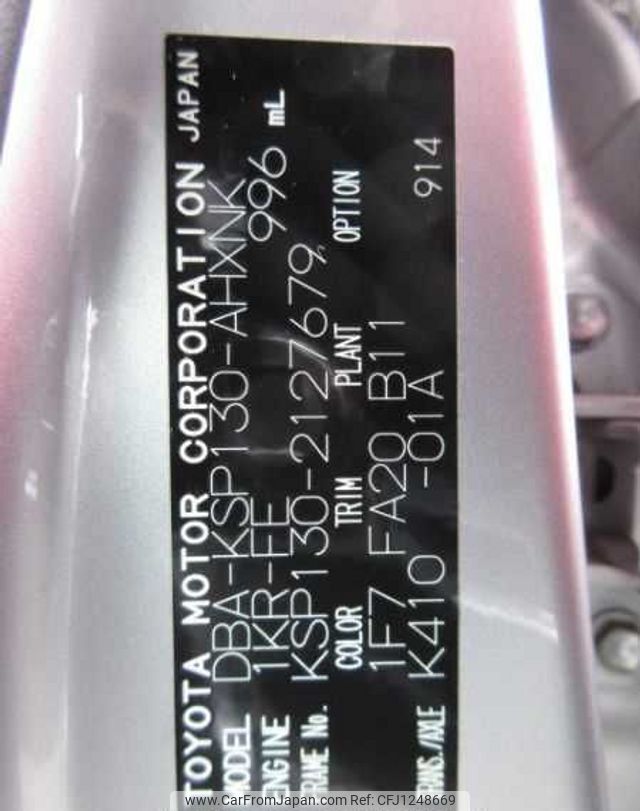 TOYOTA MOTOR CORPORATION JAPAN
MODEL DBA-KSP130-AHXNK
ENGINE 1KR-FE 996 mL
FRAME No. KSP130-2127679
COLOR TRIM PLANT OPTION
1F7 FA20 B11
TRANS./AXLE K410 -01A 914
www.CarFromJapan.com Ref: CFJ1248669